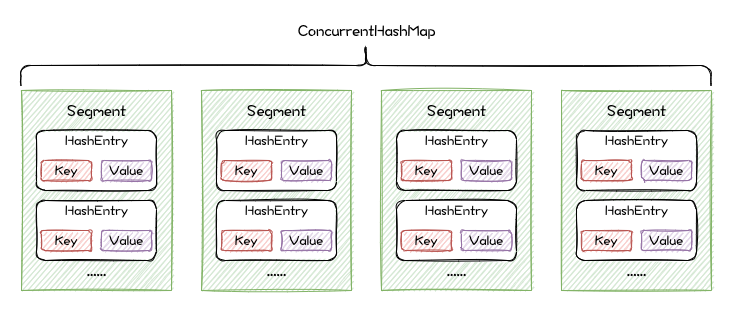 ConcurrentHashMap
Segment
HashEntry
Key Value
HashEntry
Key Value
......
Segment
HashEntry
Key Value
HashEntry
Key Value
......
Segment
HashEntry
Key Value
HashEntry
Key Value
......
Segment
HashEntry
Key Value
HashEntry
Key Value
......